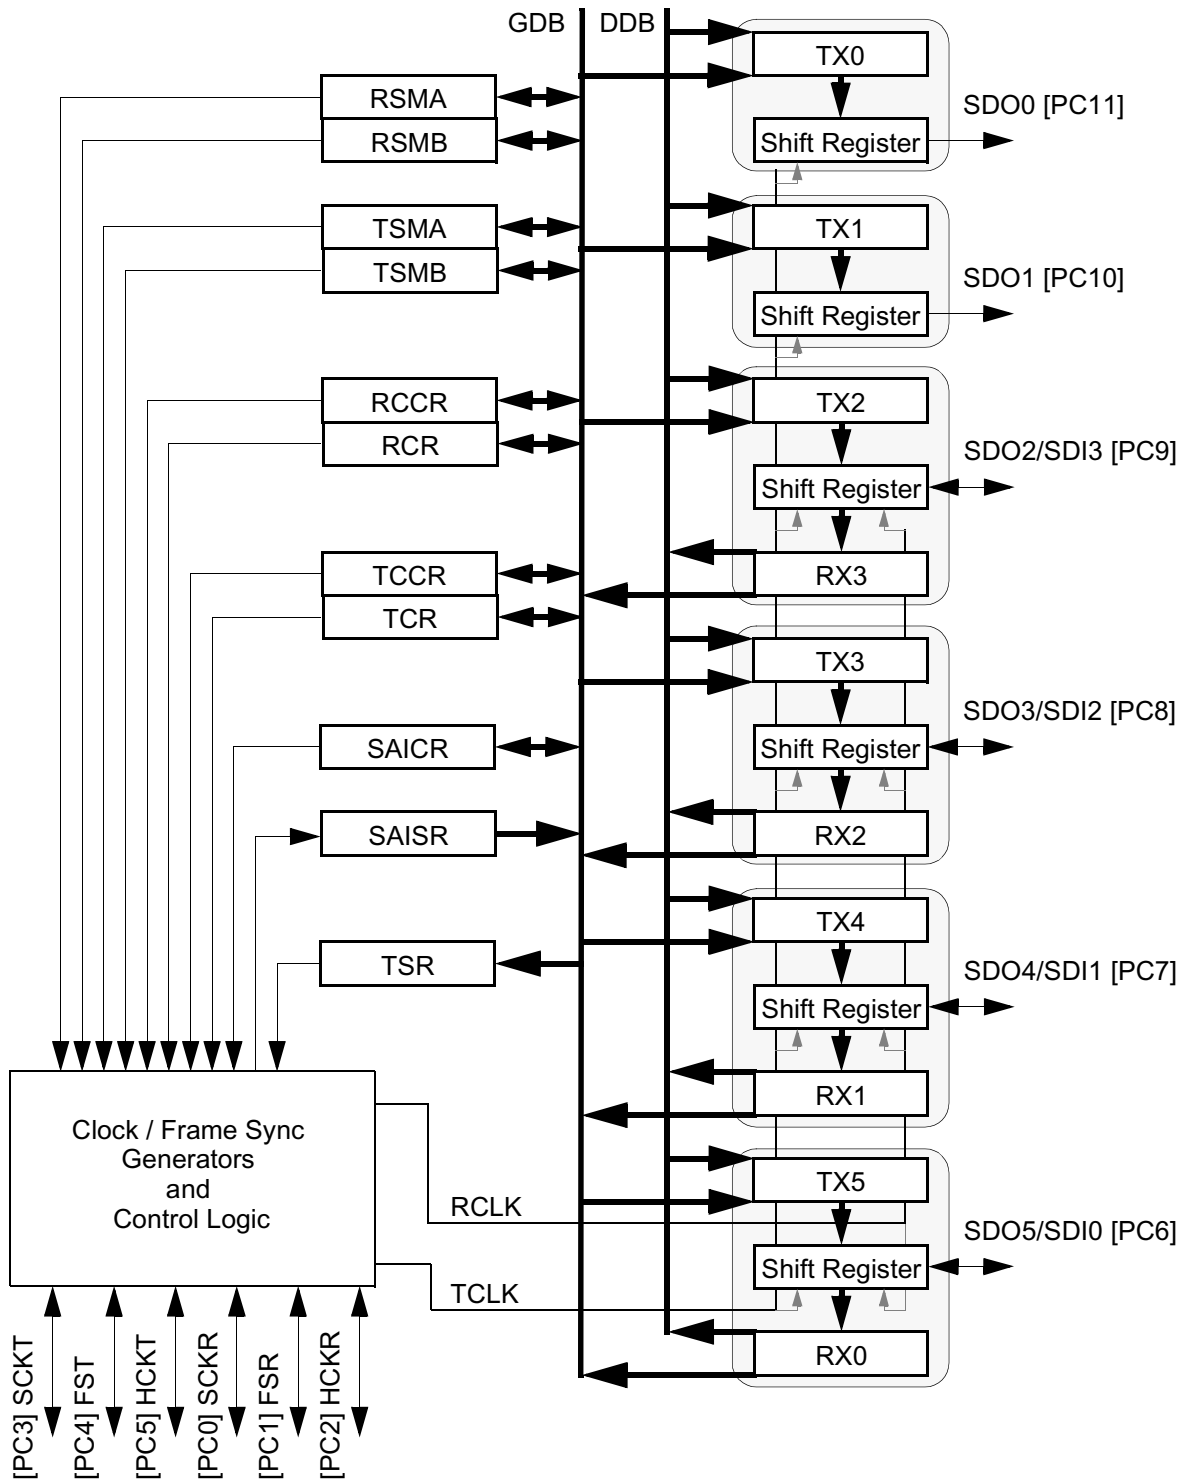 GDB DDB
TX0
RSMA
SDO0 [PC11]
RSMB
Shift Register
TSMA
TX1
TSMB
SDO1 [PC10]
Shift Register
RCCR
TX2
RCR
SDO2/SDI3 [PC9]
Shift Register
TCCR
RX3
TCR
TX3
SDO3/SDI2 [PC8]
SAICR
Shift Register
SAISR
RX2
TX4
TSR
SDO4/SDI1 [PC7]
Shift Register
RX1
Clock / Frame Sync
Generators
and
Control Logic
TX5
RCLK
SDO5/SDI0 [PC6]
Shift Register
TCLK
RX0
[PC3] SCKT
[PC4] FST
[PC5] HCKT
[PC0] SCKR
[PC1] FSR
[PC2] HCKR